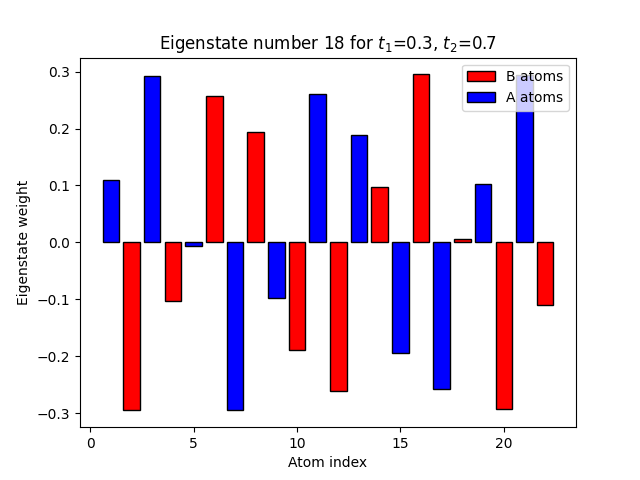 Eigenstate number 18 for t₁=0.3, t₂=0.7
B atoms
A atoms
Eigenstate weight
0.3
0.2
0.1
0.0
−0.1
−0.2
−0.3
0 5 10 15 20
Atom index